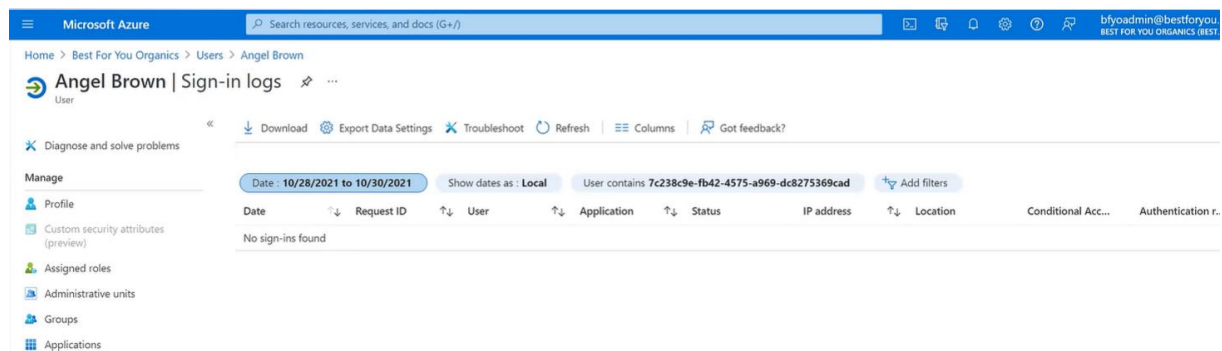 Microsoft Azure
Search resources, services, and docs (G+/)
bfyoadmin@bestforyou.
BEST FOR YOU ORGANICS (BEST.
Home > Best For You Organics > Users > Angel Brown
Angel Brown | Sign-in logs
User
Download Export Data Settings Troubleshoot Refresh Columns Got feedback?
Diagnose and solve problems
Manage
Date : 10/28/2021 to 10/30/2021 Show dates as : Local User contains 7c238c9e-fb42-4575-a969-dc8275369cad Add filters
Profile
Date Request ID User Application Status IP address Location Conditional Acc... Authentication r..
Custom security attributes
(preview)
No sign-ins found
Assigned roles
Administrative units
Groups
Applications